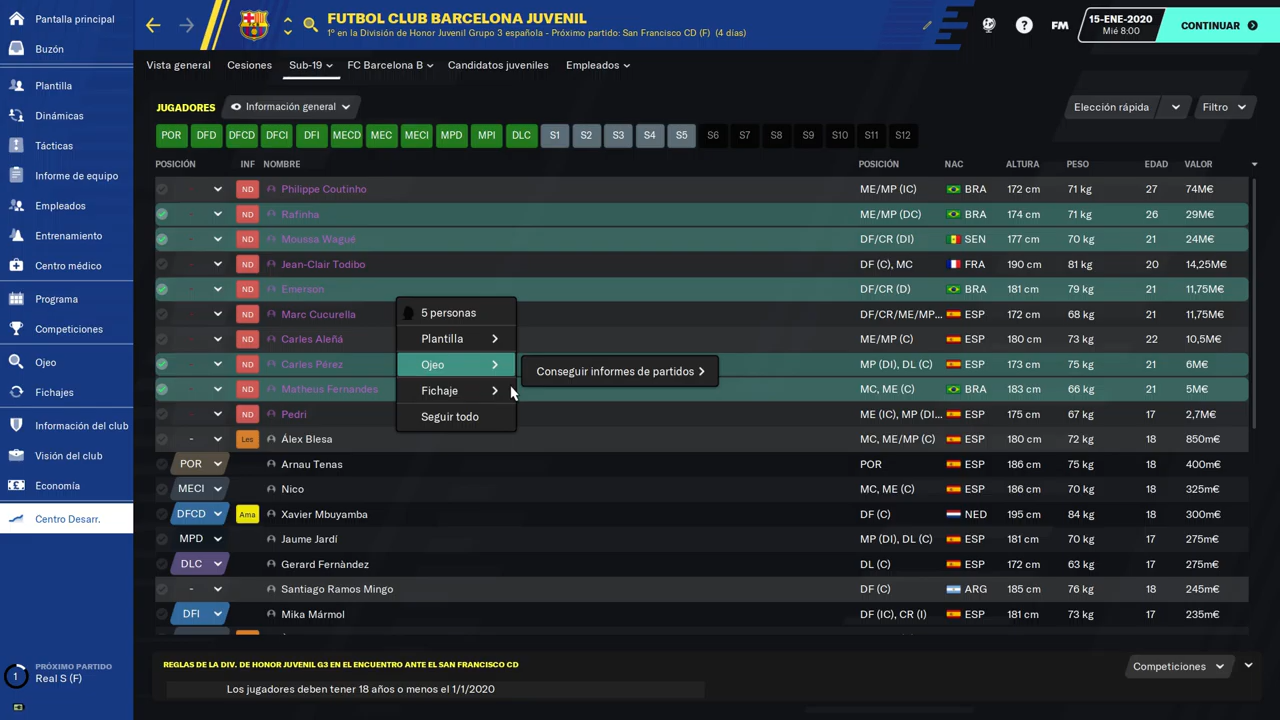 Pantalla principal
Buzón
Plantilla
Dinámicas
Tácticas
Informe de equipo
Empleados
Entrenamiento
Centro médico
Programa
Competiciones
Ojeo
Fichajes
Información del club
Visión del club
Economía
Centro Desarr.
PRÓXIMO PARTIDO
1 Real S (F)
FUTBOL CLUB BARCELONA JUVENIL
1º en la División de Honor Juvenil Grupo 3 española - Próximo partido: San Francisco CD (F) (4 días)
FM
15-ENE-2020
Mié 8:00
CONTINUAR
Vista general Cesiones Sub-19 FC Barcelona B Candidatos juveniles Empleados
JUGADORES Información general Elección rápida Filtro
POR DFD DFCD DFCI DFI MECD MEC MECI MPD MPI DLC S1 S2 S3 S4 S5 S6 S7 S8 S9 S10 S11 S12
POSICIÓN INF NOMBRE POSICIÓN NAC ALTURA PESO EDAD VALOR
- ND Philippe Coutinho ME/MP (IC) BRA 172 cm 71 kg 27 74M€
- ND Rafinha ME/MP (DC) BRA 174 cm 71 kg 26 29M€
- ND Moussa Wagué DF/CR (DI) SEN 177 cm 70 kg 21 24M€
- ND Jean-Clair Todibo DF (C), MC FRA 190 cm 81 kg 20 14,25M€
- ND Emerson DF/CR (D) BRA 181 cm 79 kg 21 11,75M€
- ND Marc Cucurella DF/CR/ME/MP... ESP 172 cm 68 kg 21 11,75M€
- ND Carles Aleñá ME/MP (C) ESP 180 cm 73 kg 22 10,5M€
- ND Carles Pérez MP (DI), DL (C) ESP 173 cm 75 kg 21 6M€
- ND Matheus Fernandes MC, ME (C) BRA 183 cm 66 kg 21 5M€
- ND Pedri ME (IC), MP (DI... ESP 175 cm 67 kg 17 2,7M€
- Les Álex Blesa MC, ME/MP (C) ESP 180 cm 72 kg 18 850m€
POR Arnau Tenas POR ESP 186 cm 75 kg 18 400m€
MECI Nico MC, ME (C) ESP 186 cm 70 kg 18 325m€
DFCD Ama Xavier Mbuyamba DF (C) NED 195 cm 84 kg 18 300m€
MPD Jaume Jardí MP (DI), DL (C) ESP 181 cm 70 kg 17 275m€
DLC Gerard Fernàndez DL (C) ESP 172 cm 63 kg 17 275m€
- Santiago Ramos Mingo DF (C) ARG 185 cm 76 kg 18 245m€
DFI Mika Mármol DF (IC), CR (I) ESP 181 cm 73 kg 17 235m€
5 personas
Plantilla
Ojeo
Fichaje
Seguir todo
Conseguir informes de partidos
REGLAS DE LA DIV. DE HONOR JUVENIL G3 EN EL ENCUENTRO ANTE EL SAN FRANCISCO CD
Competiciones
Los jugadores deben tener 18 años o menos el 1/1/2020